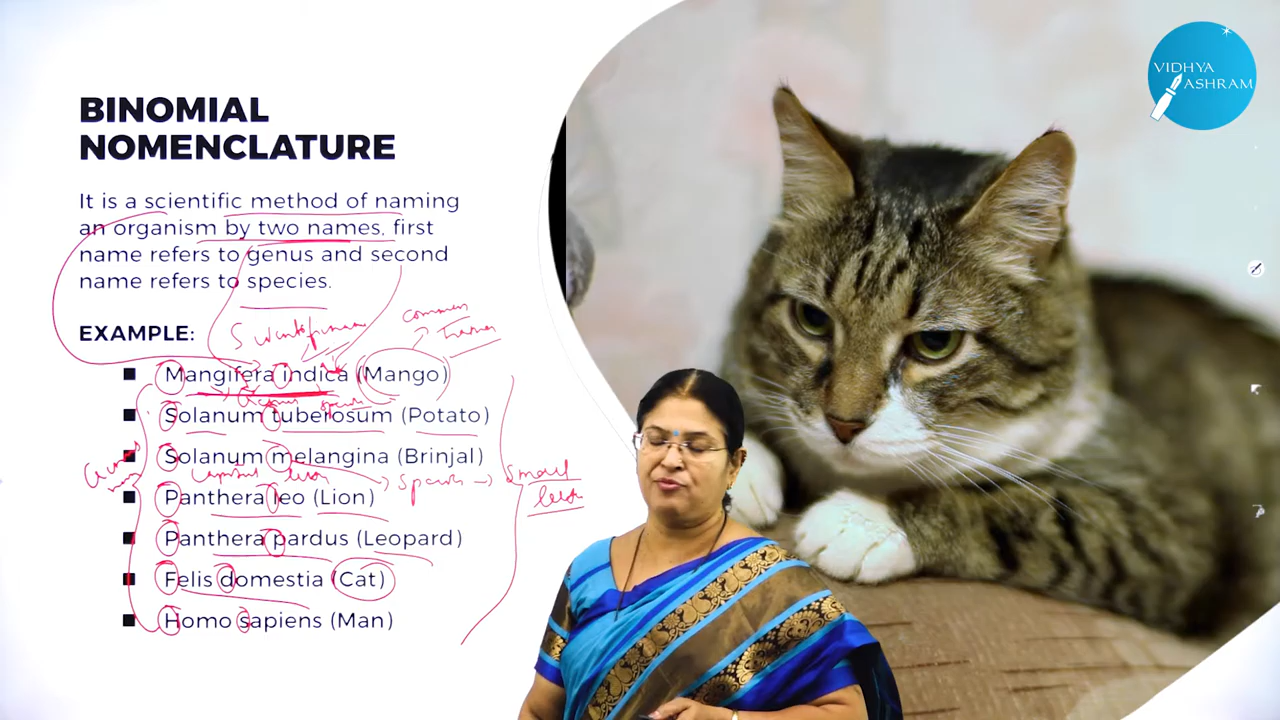 VIDHYA
ASHRAM
BINOMIAL
NOMENCLATURE
It is a scientific method of naming
an organism by two names, first
name refers to genus and second
name refers to species.
common
EXAMPLE:
Mangifera indica (Mango)
Solanum tuberosum (Potato)
Solanum melangina (Brinjal)
Panthera leo (Lion)
Panthera pardus (Leopard)
Felis domestia (Cat)
Homo sapiens (Man)